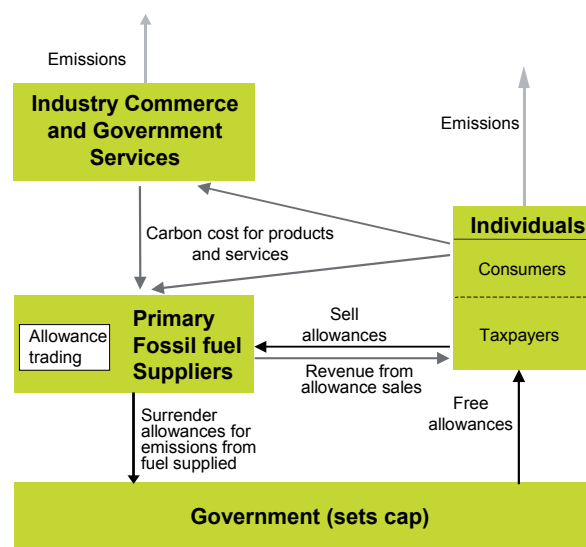 Emissions
Industry Commerce
and Government
Services
Emissions
Individuals
Consumers
Taxpayers
Carbon cost for products
and services
Allowance
trading
Primary
Fossil fuel
Suppliers
Sell
allowances
Revenue from
allowance sales
Surrender
allowances for
emissions from
fuel supplied
Free
allowances
Government (sets cap)